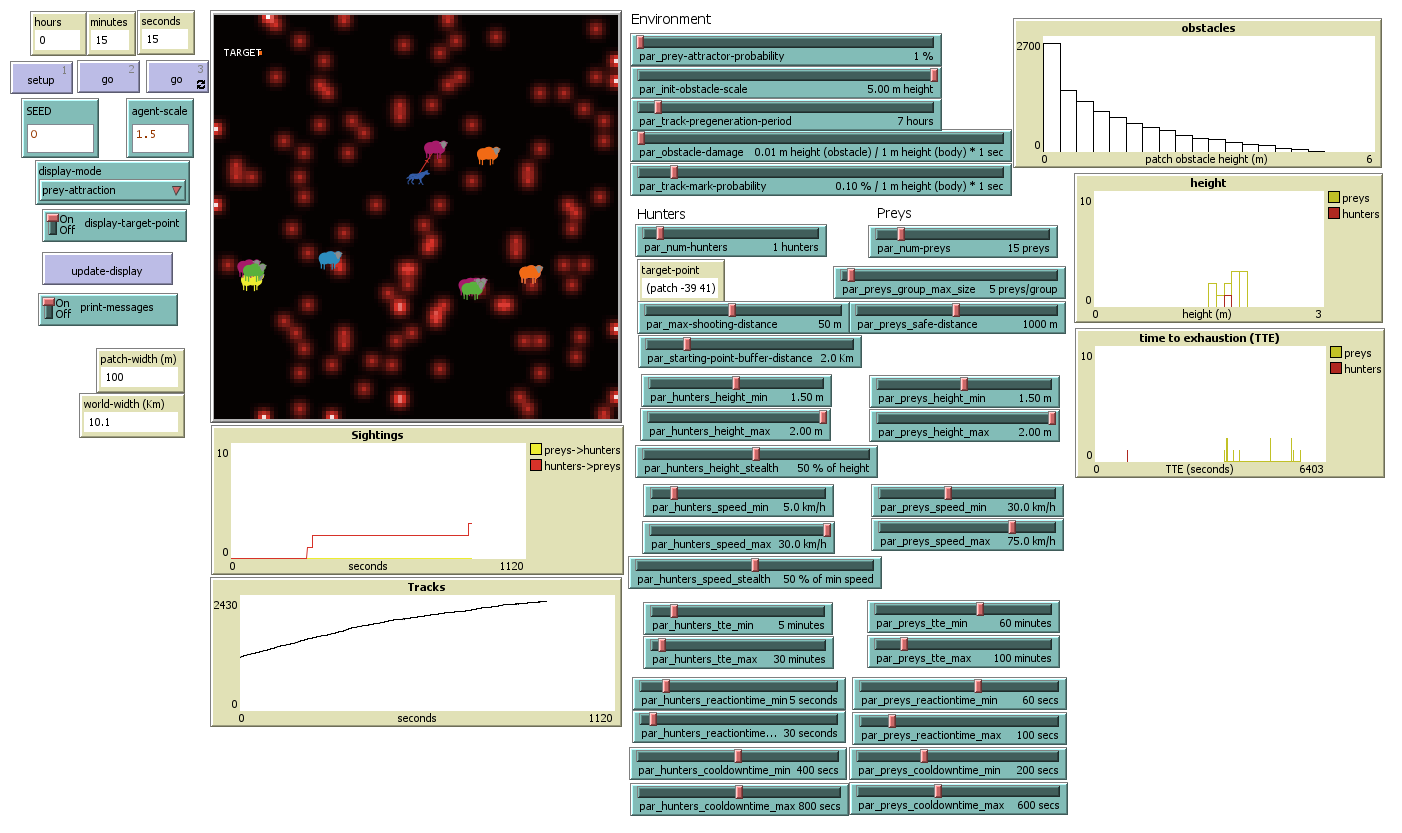 hours
0
minutes
15
seconds
15
setup
1
go
2
go
3
SEED
0
agent-scale
1.5
display-mode
prey-attraction
On
Off
display-target-point
update-display
On
Off
print-messages
patch-width (m)
100
world-width (Km)
10.1
TARGET
Sightings
10
0
0
seconds
1120
preys->hunters
hunters->preys
Tracks
2430
0
0
seconds
1120
Environment
par_prey-attractor-probability 1 %
par_init-obstacle-scale 5.00 m height
par_track-pregeneration-period 7 hours
par_obstacle-damage 0.01 m height (obstacle) / 1 m height (body) * 1 sec
par_track-mark-probability 0.10 % / 1 m height (body) * 1 sec
Hunters
Preys
par_num-hunters 1 hunters
par_num-preys 15 preys
target-point
(patch -39 41)
par_preys_group_max_size 5 preys/group
par_max-shooting-distance 50 m
par_preys_safe-distance 1000 m
par_starting-point-buffer-distance 2.0 Km
par_hunters_height_min 1.50 m
par_preys_height_min 1.50 m
par_hunters_height_max 2.00 m
par_preys_height_max 2.00 m
par_hunters_height_stealth 50 % of height
par_hunters_speed_min 5.0 km/h
par_preys_speed_min 30.0 km/h
par_hunters_speed_max 30.0 km/h
par_preys_speed_max 75.0 km/h
par_hunters_speed_stealth 50 % of min speed
par_hunters_tte_min 5 minutes
par_preys_tte_min 60 minutes
par_hunters_tte_max 30 minutes
par_preys_tte_max 100 minutes
par_hunters_reactiontime_min 5 seconds
par_preys_reactiontime_min 60 secs
par_hunters_reactiontime... 30 seconds
par_preys_reactiontime_max 100 secs
par_hunters_cooldowntime_min 400 secs
par_preys_cooldowntime_min 200 secs
par_hunters_cooldowntime_max 800 secs
par_preys_cooldowntime_max 600 secs
obstacles
2700
0
0
patch obstacle height (m)
6
height
10
0
0
height (m)
3
preys
hunters
time to exhaustion (TTE)
10
0
0
TTE (seconds)
6403
preys
hunters